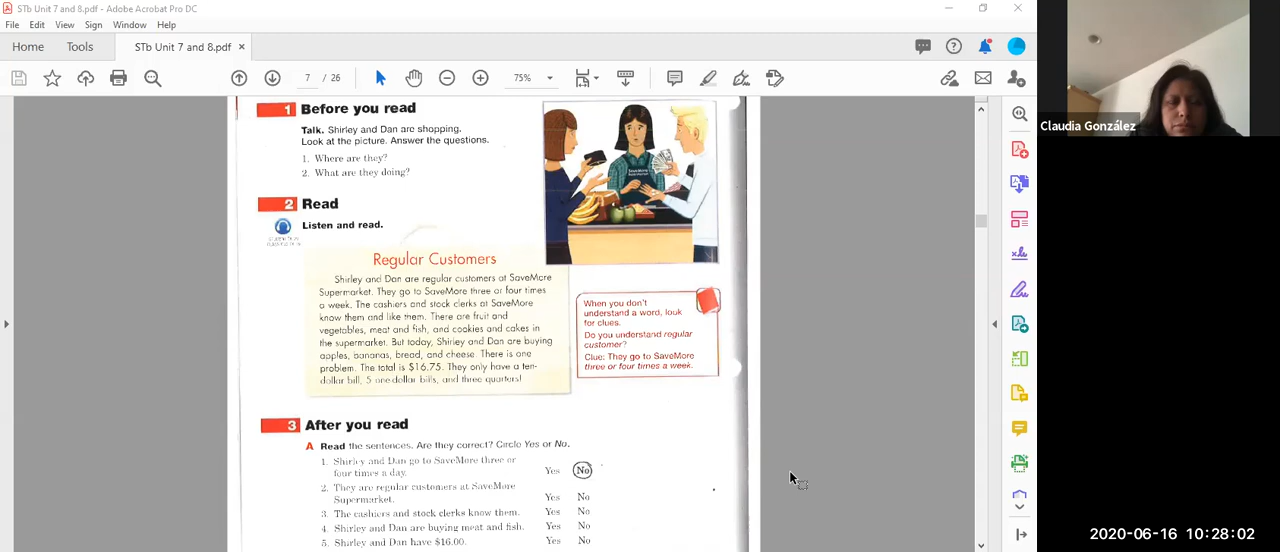 STb Unit 7 and 8.pdf - Adobe Acrobat Pro DC
File Edit View Sign Window Help
Home Tools STb Unit 7 and 8.pdf ×
7 / 26 75%
1 Before you read
Talk. Shirley and Dan are shopping.
Look at the picture. Answer the questions.
1. Where are they?
2. What are they doing?
SaveMore
2 Read
Listen and read.
Regular Customers
Shirley and Dan are regular customers at SaveMore
Supermarket. They go to SaveMore three or four times
a week. The cashiers and stock clerks at SaveMore
know them and like them. There are fruit and
vegetables, meat and fish, and cookies and cakes in
the supermarket. But today, Shirley and Dan are buying
apples, bananas, bread, and cheese. There is one
problem. The total is $16.75. They only have a ten-
dollar bill, 5 one-dollar bills, and three quarters!
When you don't
understand a word, look
for clues.
Do you understand regular
customer?
Clue: They go to SaveMore
three or four times a week.
3 After you read
A Read the sentences. Are they correct? Circle Yes or No.
1. Shirley and Dan go to SaveMore three or
four times a day. Yes No
2. They are regular customers at SaveMore
Supermarket. Yes No
3. The cashiers and stock clerks know them. Yes No
4. Shirley and Dan are buying meat and fish. Yes No
5. Shirley and Dan have $16.00. Yes No
Claudia González
2020-06-16 10:28:02